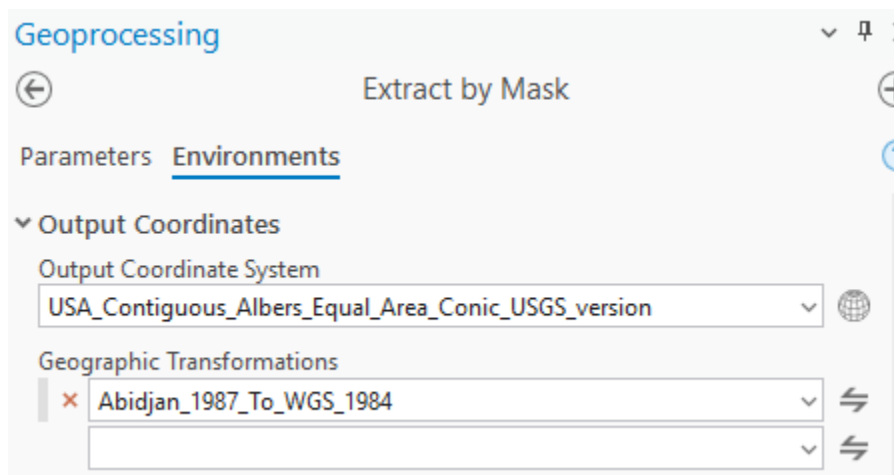 Geoprocessing
Extract by Mask
Parameters Environments
Output Coordinates
Output Coordinate System
USA_Contiguous_Albers_Equal_Area_Conic_USGS_version
Geographic Transformations
Abidjan_1987_To_WGS_1984